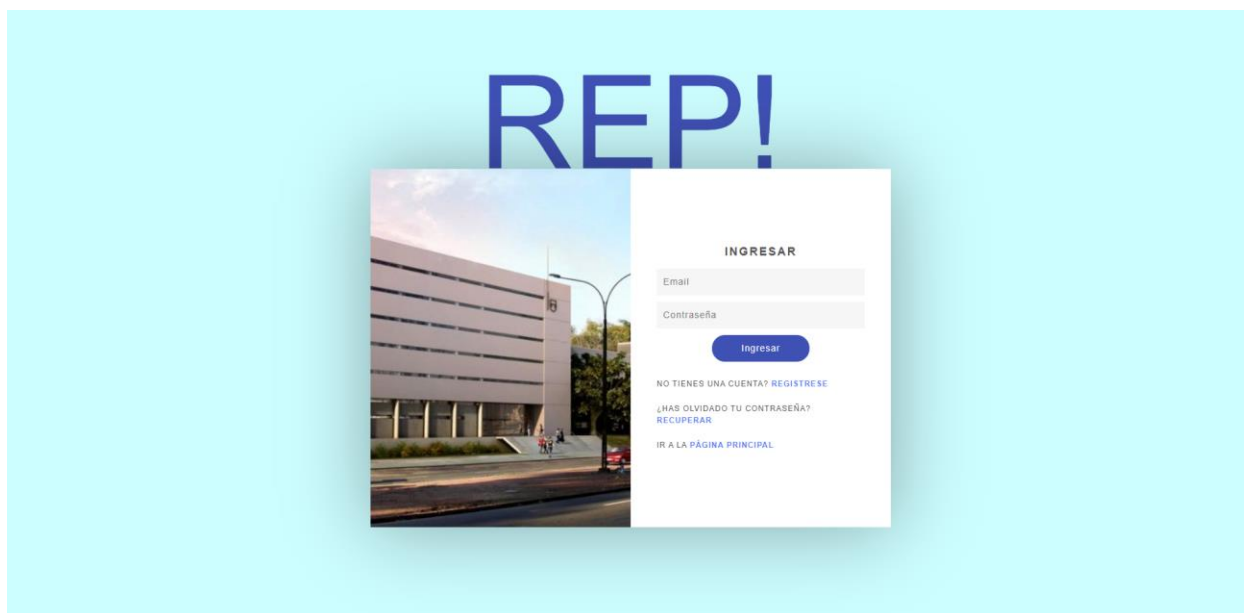 REP!
INGRESAR
Email
Contraseña
Ingresar
NO TIENES UNA CUENTA? REGISTRESE
¿HAS OLVIDADO TU CONTRASEÑA?
RECUPERAR
IR A LA PÁGINA PRINCIPAL